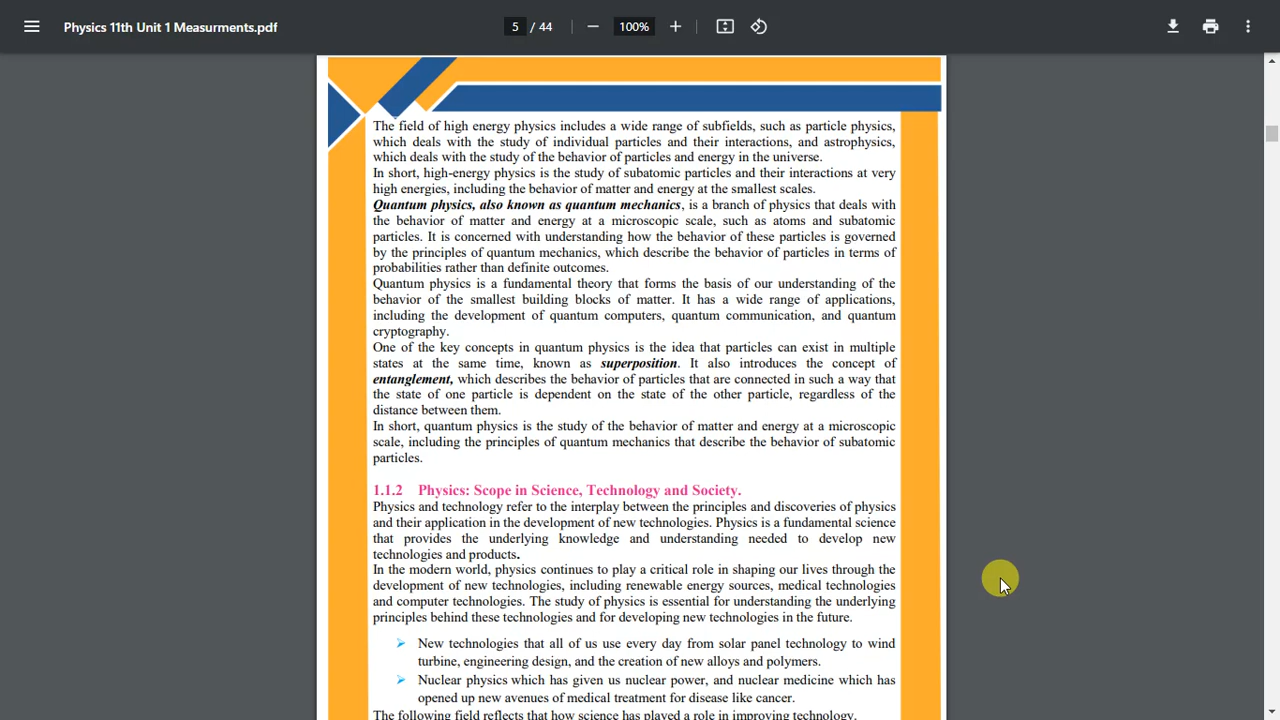 Physics 11th Unit 1 Measurments.pdf
5 / 44
100%
The field of high energy physics includes a wide range of subfields, such as particle physics,
which deals with the study of individual particles and their interactions, and astrophysics,
which deals with the study of the behavior of particles and energy in the universe.
In short, high-energy physics is the study of subatomic particles and their interactions at very
high energies, including the behavior of matter and energy at the smallest scales.
Quantum physics, also known as quantum mechanics, is a branch of physics that deals with
the behavior of matter and energy at a microscopic scale, such as atoms and subatomic
particles. It is concerned with understanding how the behavior of these particles is governed
by the principles of quantum mechanics, which describe the behavior of particles in terms of
probabilities rather than definite outcomes.
Quantum physics is a fundamental theory that forms the basis of our understanding of the
behavior of the smallest building blocks of matter. It has a wide range of applications,
including the development of quantum computers, quantum communication, and quantum
cryptography.
One of the key concepts in quantum physics is the idea that particles can exist in multiple
states at the same time, known as superposition. It also introduces the concept of
entanglement, which describes the behavior of particles that are connected in such a way that
the state of one particle is dependent on the state of the other particle, regardless of the
distance between them.
In short, quantum physics is the study of the behavior of matter and energy at a microscopic
scale, including the principles of quantum mechanics that describe the behavior of subatomic
particles.
1.1.2 Physics: Scope in Science, Technology and Society.
Physics and technology refer to the interplay between the principles and discoveries of physics
and their application in the development of new technologies. Physics is a fundamental science
that provides the underlying knowledge and understanding needed to develop new
technologies and products.
In the modern world, physics continues to play a critical role in shaping our lives through the
development of new technologies, including renewable energy sources, medical technologies
and computer technologies. The study of physics is essential for understanding the underlying
principles behind these technologies and for developing new technologies in the future.
New technologies that all of us use every day from solar panel technology to wind
turbine, engineering design, and the creation of new alloys and polymers.
Nuclear physics which has given us nuclear power, and nuclear medicine which has
opened up new avenues of medical treatment for disease like cancer.
The following field reflects that how science has played a role in improving technology.